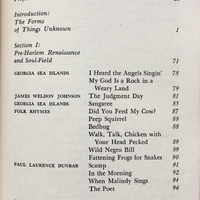 Introduction:
The Forms
of Things Unknown 1
Section I:
Pre-Harlem Renaissance
and Soul-Field 71
GEORGIA SEA ISLANDS I Heard the Angels Singin' 78
My God Is a Rock in a
Weary Land 79
JAMES WELDON JOHNSON The Judgment Day 81
GEORGIA SEA ISLANDS Sangaree 85
FOLK RHYMES Did You Feed My Cow? 87
Peep Squirrel 88
Bedbug 88
Walk, Talk, Chicken with
Your Head Pecked 89
Wild Negro Bill 89
Fattening Frogs for Snakes 90
PAUL LAURENCE DUNBAR Scamp 87
In the Morning 92
When Malindy Sings 94
The Poet 96